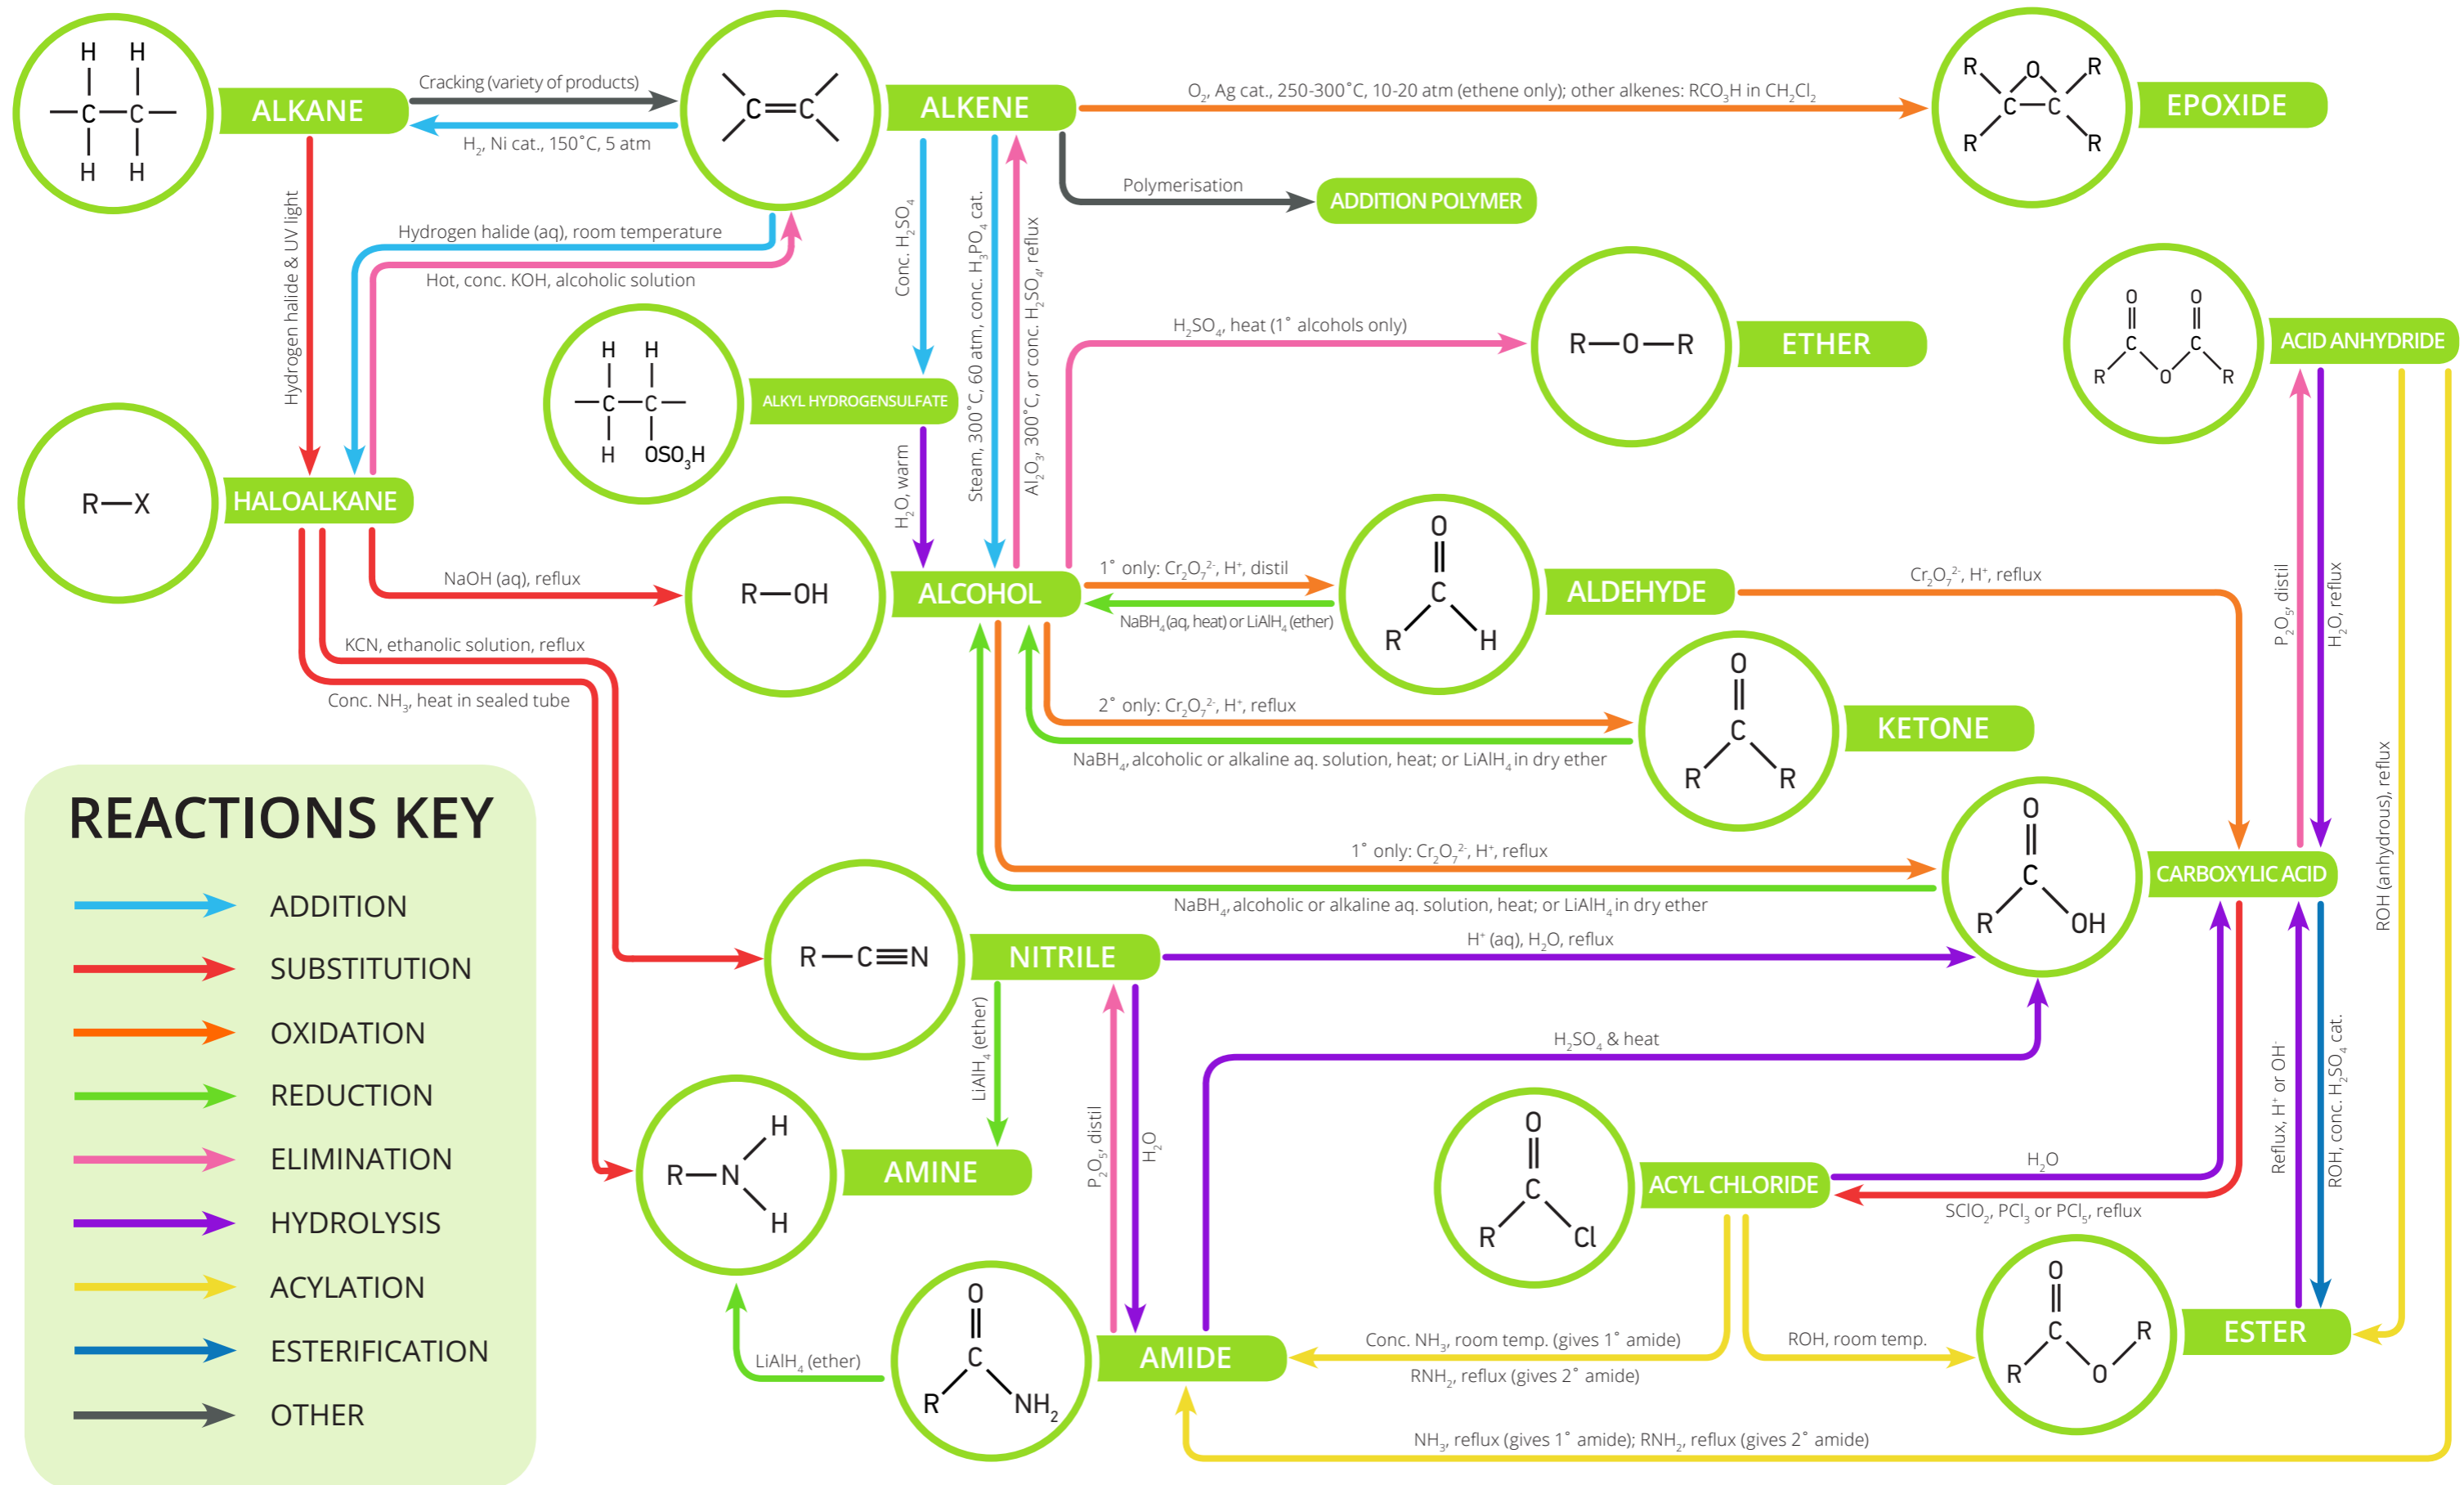 ALKANE
Cracking (variety of products)
H₂, Ni cat., 150˚C, 5 atm
ALKENE
O₂, Ag cat., 250-300˚C, 10-20 atm (ethene only); other alkenes: RCO₃H in CH₂Cl₂
EPOXIDE
Polymerisation
ADDITION POLYMER
Hydrogen halide & UV light
Hydrogen halide (aq), room temperature
Hot, conc. KOH, alcoholic solution
Conc. H₂SO₄
Steam, 300˚C, 60 atm, conc. H₃PO₄ cat.
Al₂O₃, 300˚C, or conc. H₂SO₄, reflux
H₂SO₄, heat (1˚ alcohols only)
R—O—R
ETHER
ACID ANHYDRIDE
ALKYL HYDROGENSULFATE
OSO₃H
H₂O, warm
R—X
HALOALKANE
NaOH (aq), reflux
R—OH
ALCOHOL
1˚ only: Cr₂O₇²⁻, H⁺, distil
NaBH₄ (aq, heat) or LiAlH₄ (ether)
ALDEHYDE
Cr₂O₇²⁻, H⁺, reflux
P₂O₅, distil
H₂O, reflux
KCN, ethanolic solution, reflux
Conc. NH₃, heat in sealed tube
2˚ only: Cr₂O₇²⁻, H⁺, reflux
NaBH₄, alcoholic or alkaline aq. solution, heat; or LiAlH₄ in dry ether
KETONE
ROH (anhydrous), reflux
1˚ only: Cr₂O₇²⁻, H⁺, reflux
NaBH₄, alcoholic or alkaline aq. solution, heat; or LiAlH₄ in dry ether
CARBOXYLIC ACID
R—C≡N
NITRILE
H⁺ (aq), H₂O, reflux
LiAlH₄ (ether)
P₂O₅, distil
H₂O
H₂SO₄ & heat
Reflux, H⁺ or OH⁻
ROH, conc. H₂SO₄ cat.
AMINE
ACYL CHLORIDE
H₂O
SClO₂, PCl₃ or PCl₅, reflux
LiAlH₄ (ether)
AMIDE
Conc. NH₃, room temp. (gives 1˚ amide)
RNH₂, reflux (gives 2˚ amide)
ROH, room temp.
ESTER
NH₃, reflux (gives 1˚ amide); RNH₂, reflux (gives 2˚ amide)
REACTIONS KEY
ADDITION
SUBSTITUTION
OXIDATION
REDUCTION
ELIMINATION
HYDROLYSIS
ACYLATION
ESTERIFICATION
OTHER
H H
C C
H H
C=C
R O R
C—C
R R
O O
C C
R O R
H H
C C
H
O
C
R H
O
C
R R
O
C
R OH
H
R—N
H
O
C
R Cl
O
C
R NH₂
O
C R
R O